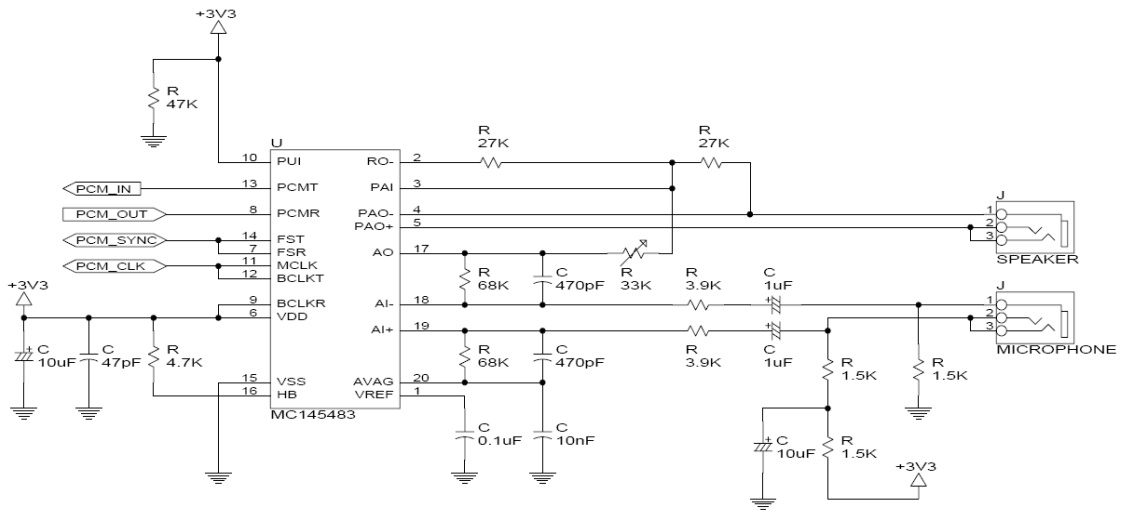 +3V3
R
47K
U
10 PUI
13 PCMT
8 PCMR
14 FST
7 FSR
11 MCLK
12 BCLKT
9 BCLKR
6 VDD
15 VSS
16 HB
MC145483
PCM_IN
PCM_OUT
PCM_SYNC
PCM_CLK
+3V3
C
10uF
C
47pF
R
4.7K
RO- 2
PAI 3
PAO- 4
PAO+ 5
AO 17
AI- 18
AI+ 19
AVAG 20
VREF 1
R
27K
R
27K
R
68K
C
470pF
R
33K
R
3.9K
C
1uF
+
R
68K
C
470pF
R
3.9K
C
1uF
+
C
0.1uF
C
10nF
J
1
2
3
SPEAKER
J
1
2
3
MICROPHONE
R
1.5K
R
1.5K
+
C
10uF
R
1.5K
+3V3